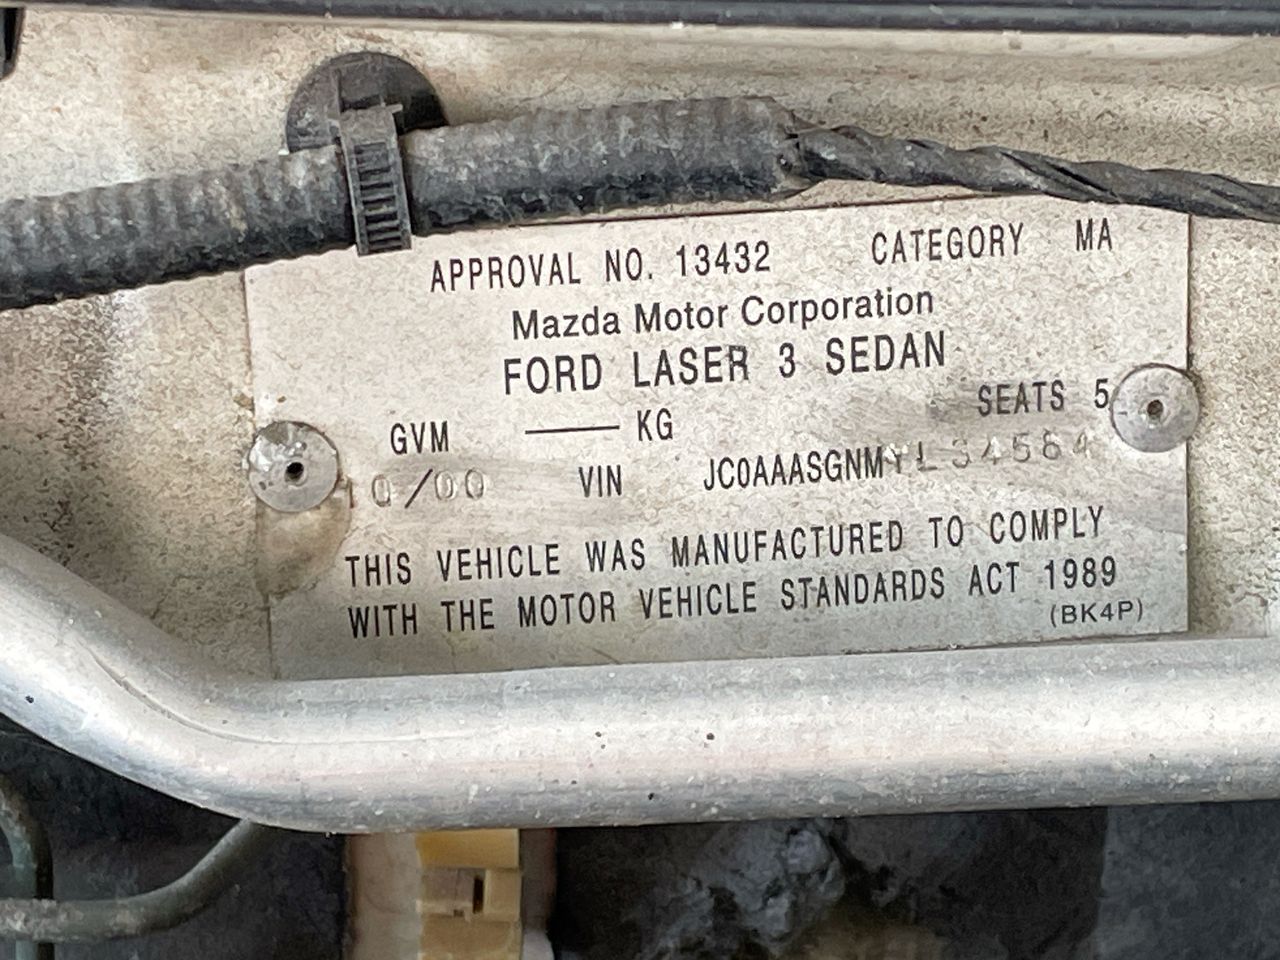 APPROVAL NO. 13432 CATEGORY MA
Mazda Motor Corporation
FORD LASER 3 SEDAN
SEATS 5
GVM ——— KG
10/00 VIN JC0AAASGNMYL34584
THIS VEHICLE WAS MANUFACTURED TO COMPLY
WITH THE MOTOR VEHICLE STANDARDS ACT 1989
(BK4P)